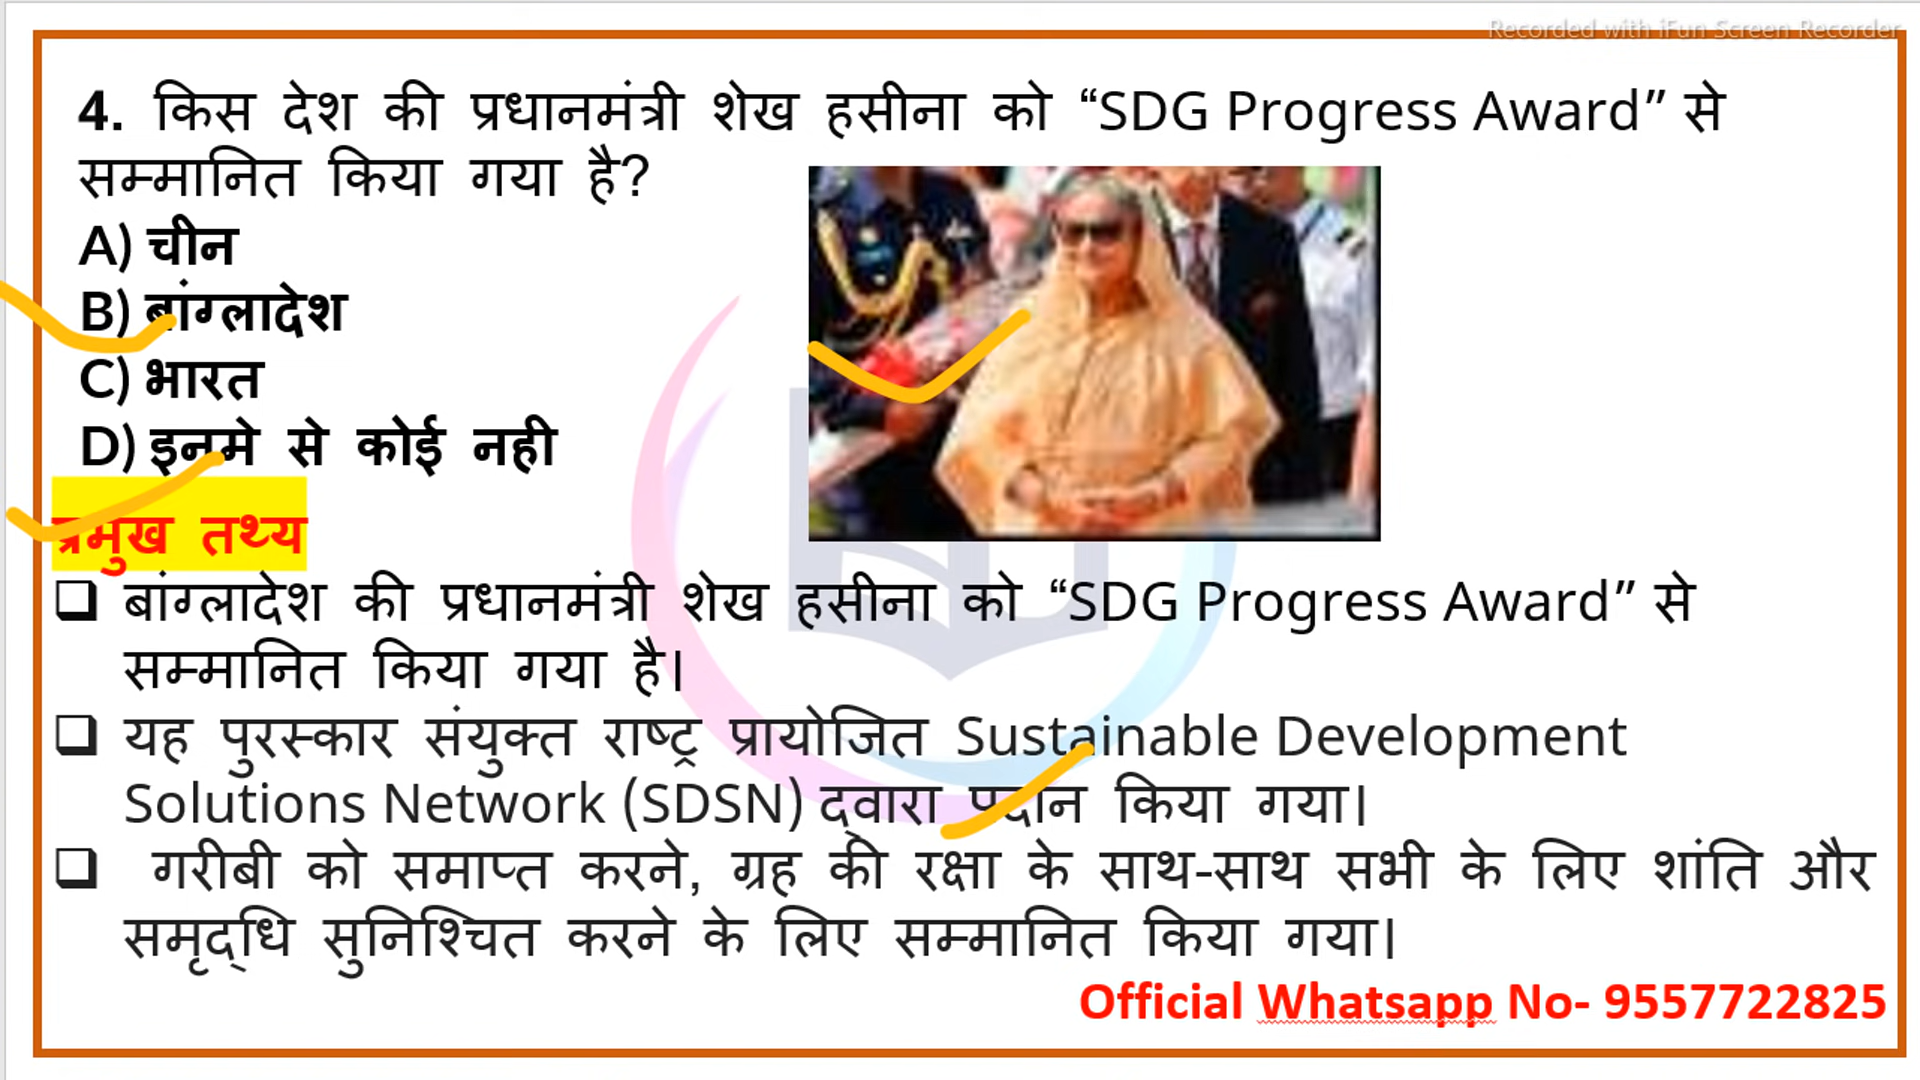 Recorded with iFun Screen Recorder
4. किस देश की प्रधानमंत्री शेख हसीना को “SDG Progress Award” से
सम्मानित किया गया है?
A) चीन
B) बांग्लादेश
C) भारत
D) इनमे से कोई नही
प्रमुख तथ्य
❑ बांग्लादेश की प्रधानमंत्री शेख हसीना को “SDG Progress Award” से
सम्मानित किया गया है।
❑ यह पुरस्कार संयुक्त राष्ट्र प्रायोजित Sustainable Development
Solutions Network (SDSN) द्वारा प्रदान किया गया।
❑ गरीबी को समाप्त करने, ग्रह की रक्षा के साथ-साथ सभी के लिए शांति और
समृद्धि सुनिश्चित करने के लिए सम्मानित किया गया।
Official Whatsapp No- 9557722825